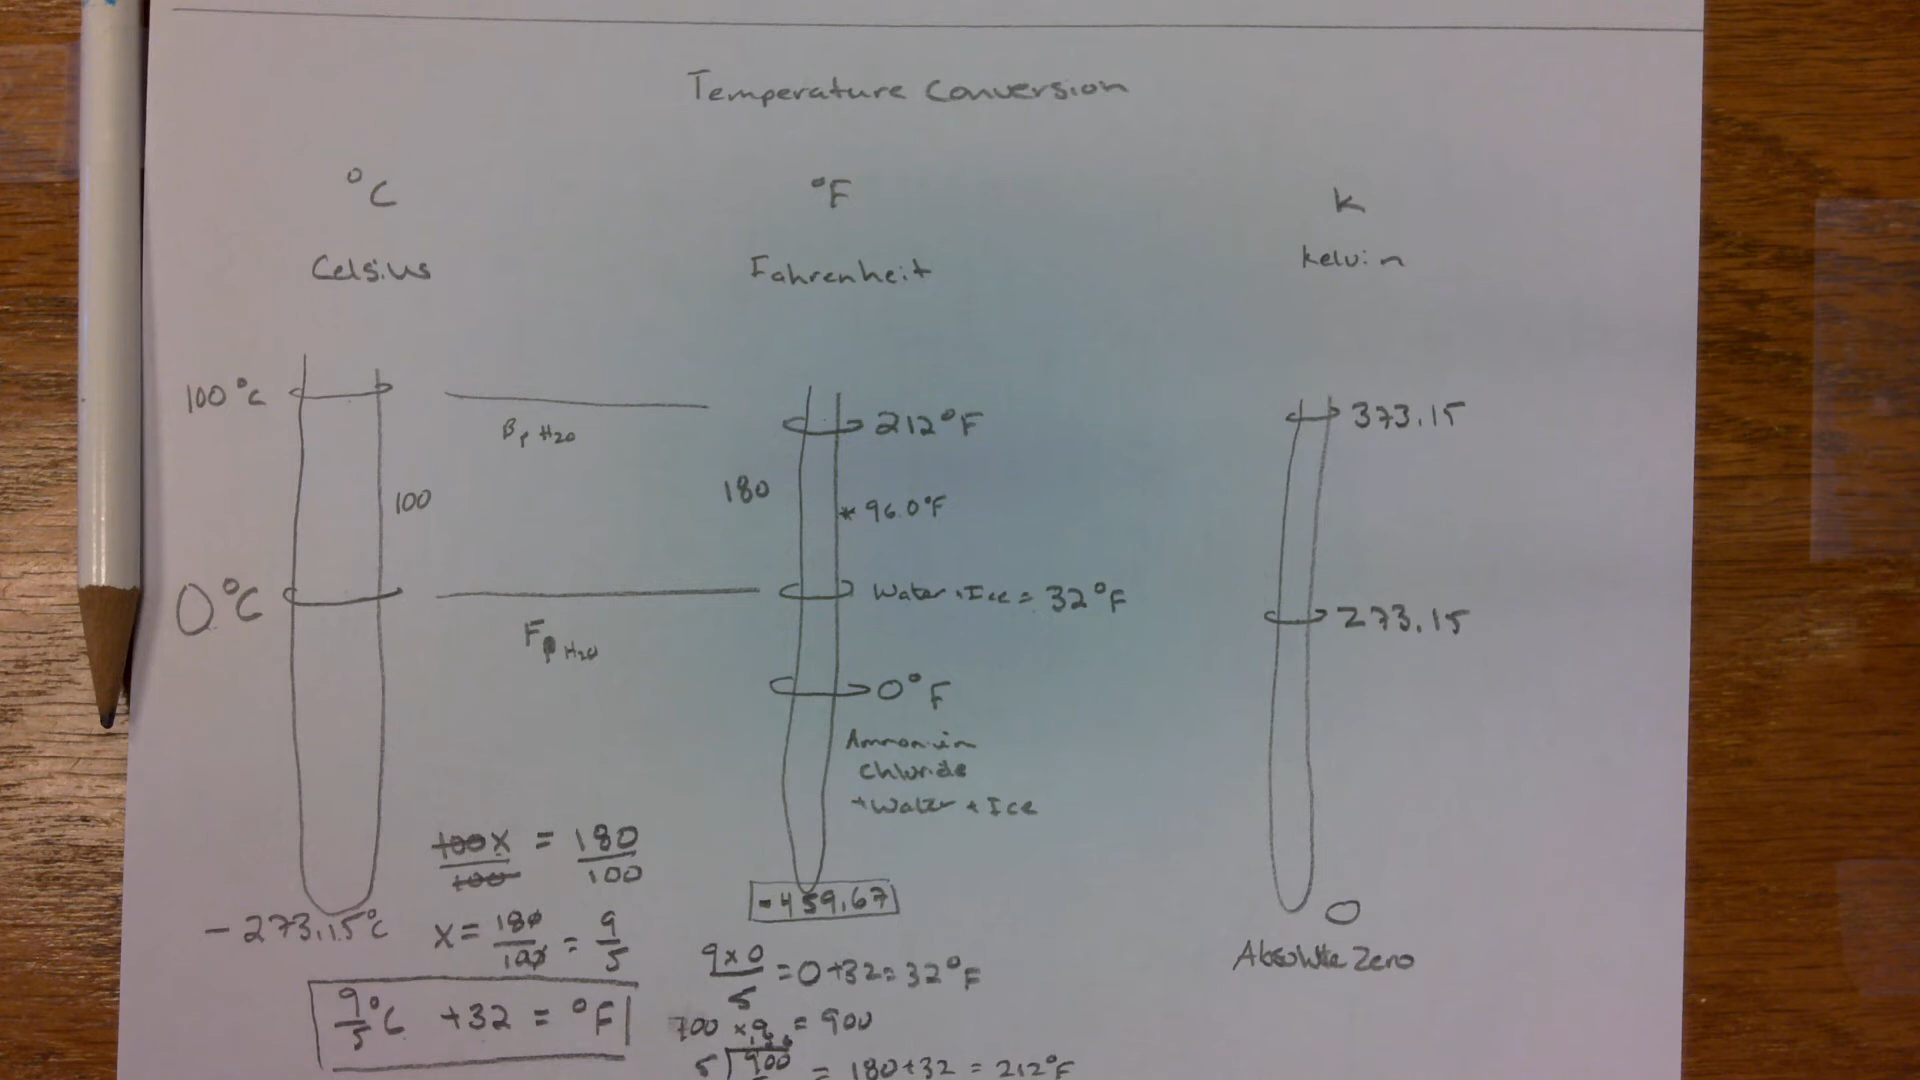 Temperature Conversion
°C
°F
K
Celsius
Fahrenheit
Kelvin
100°C
Bp H20
212°F
373.15
100
180
* 96.0°F
0°C
Fp H20
Water + Ice = 32°F
273.15
0°F
Ammonium
Chloride
+ Water + Ice
-273.15°C
-459.67
0
Absolute Zero
100x/100 = 180/100
x = 180/100 = 9/5
9/5°C +32 = °F
9x0/5 = 0+32 = 32°F
100 x 9 = 900
5 900 = 180+32 = 212°F